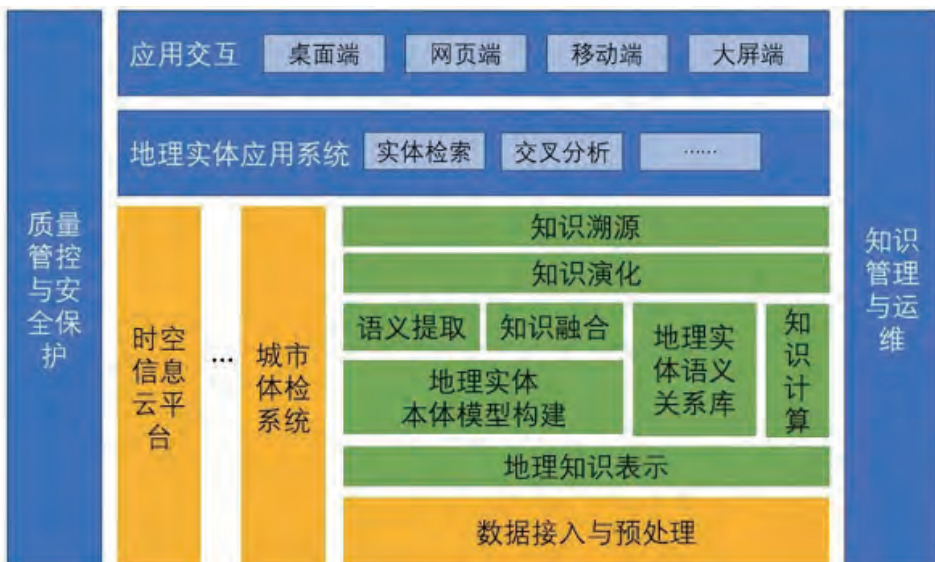 应用交互 桌面端 网页端 移动端 大屏端
地理实体应用系统 实体检索 交叉分析 ……
质量
管控
与安
全保
护
时空
信息
云平
台
…
城市
体检
系统
知识溯源
知识演化
语义提取 知识融合
地理实体
本体模型构建
地理实
体语义
关系库
知
识
计
算
地理知识表示
数据接入与预处理
知识
管理
与运
维